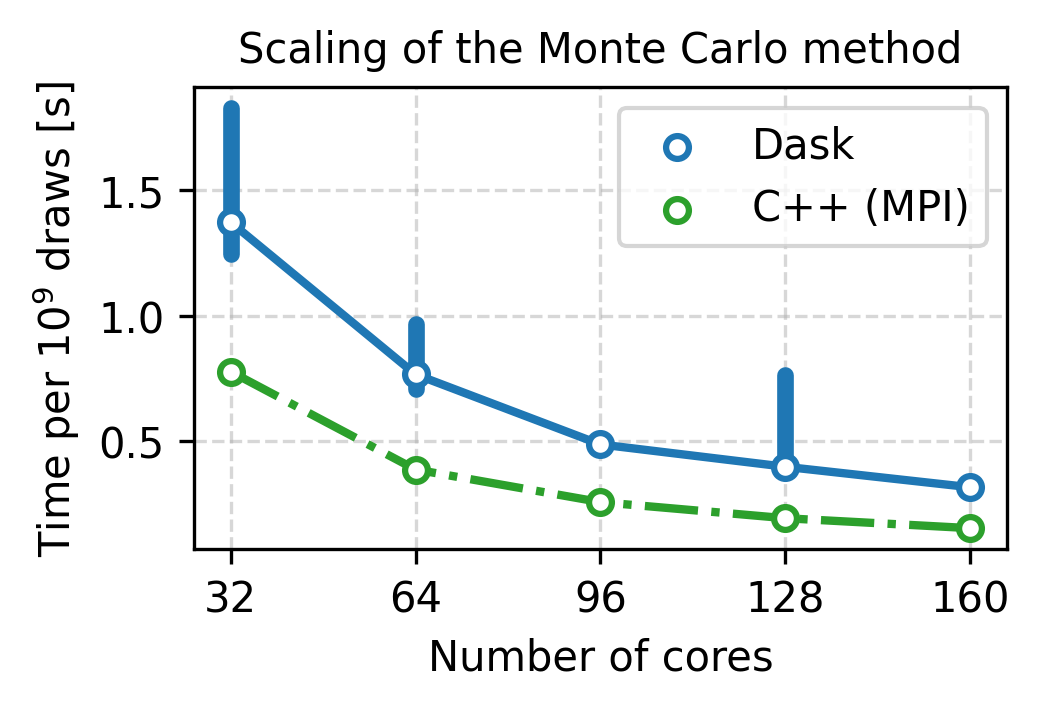 Scaling of the Monte Carlo method
Time per 10⁹ draws [s]
1.5
1.0
0.5
Dask
C++ (MPI)
32 64 96 128 160
Number of cores